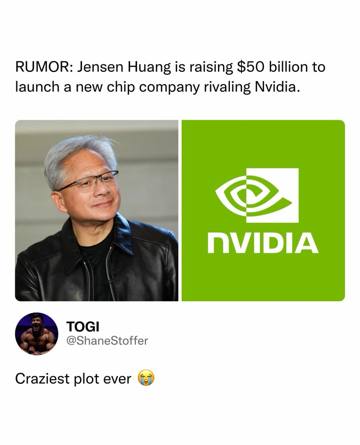 RUMOR: Jensen Huang is raising $50 billion to
launch a new chip company rivaling Nvidia.
NVIDIA
TOGI
@ShaneStoffer
Craziest plot ever 😭